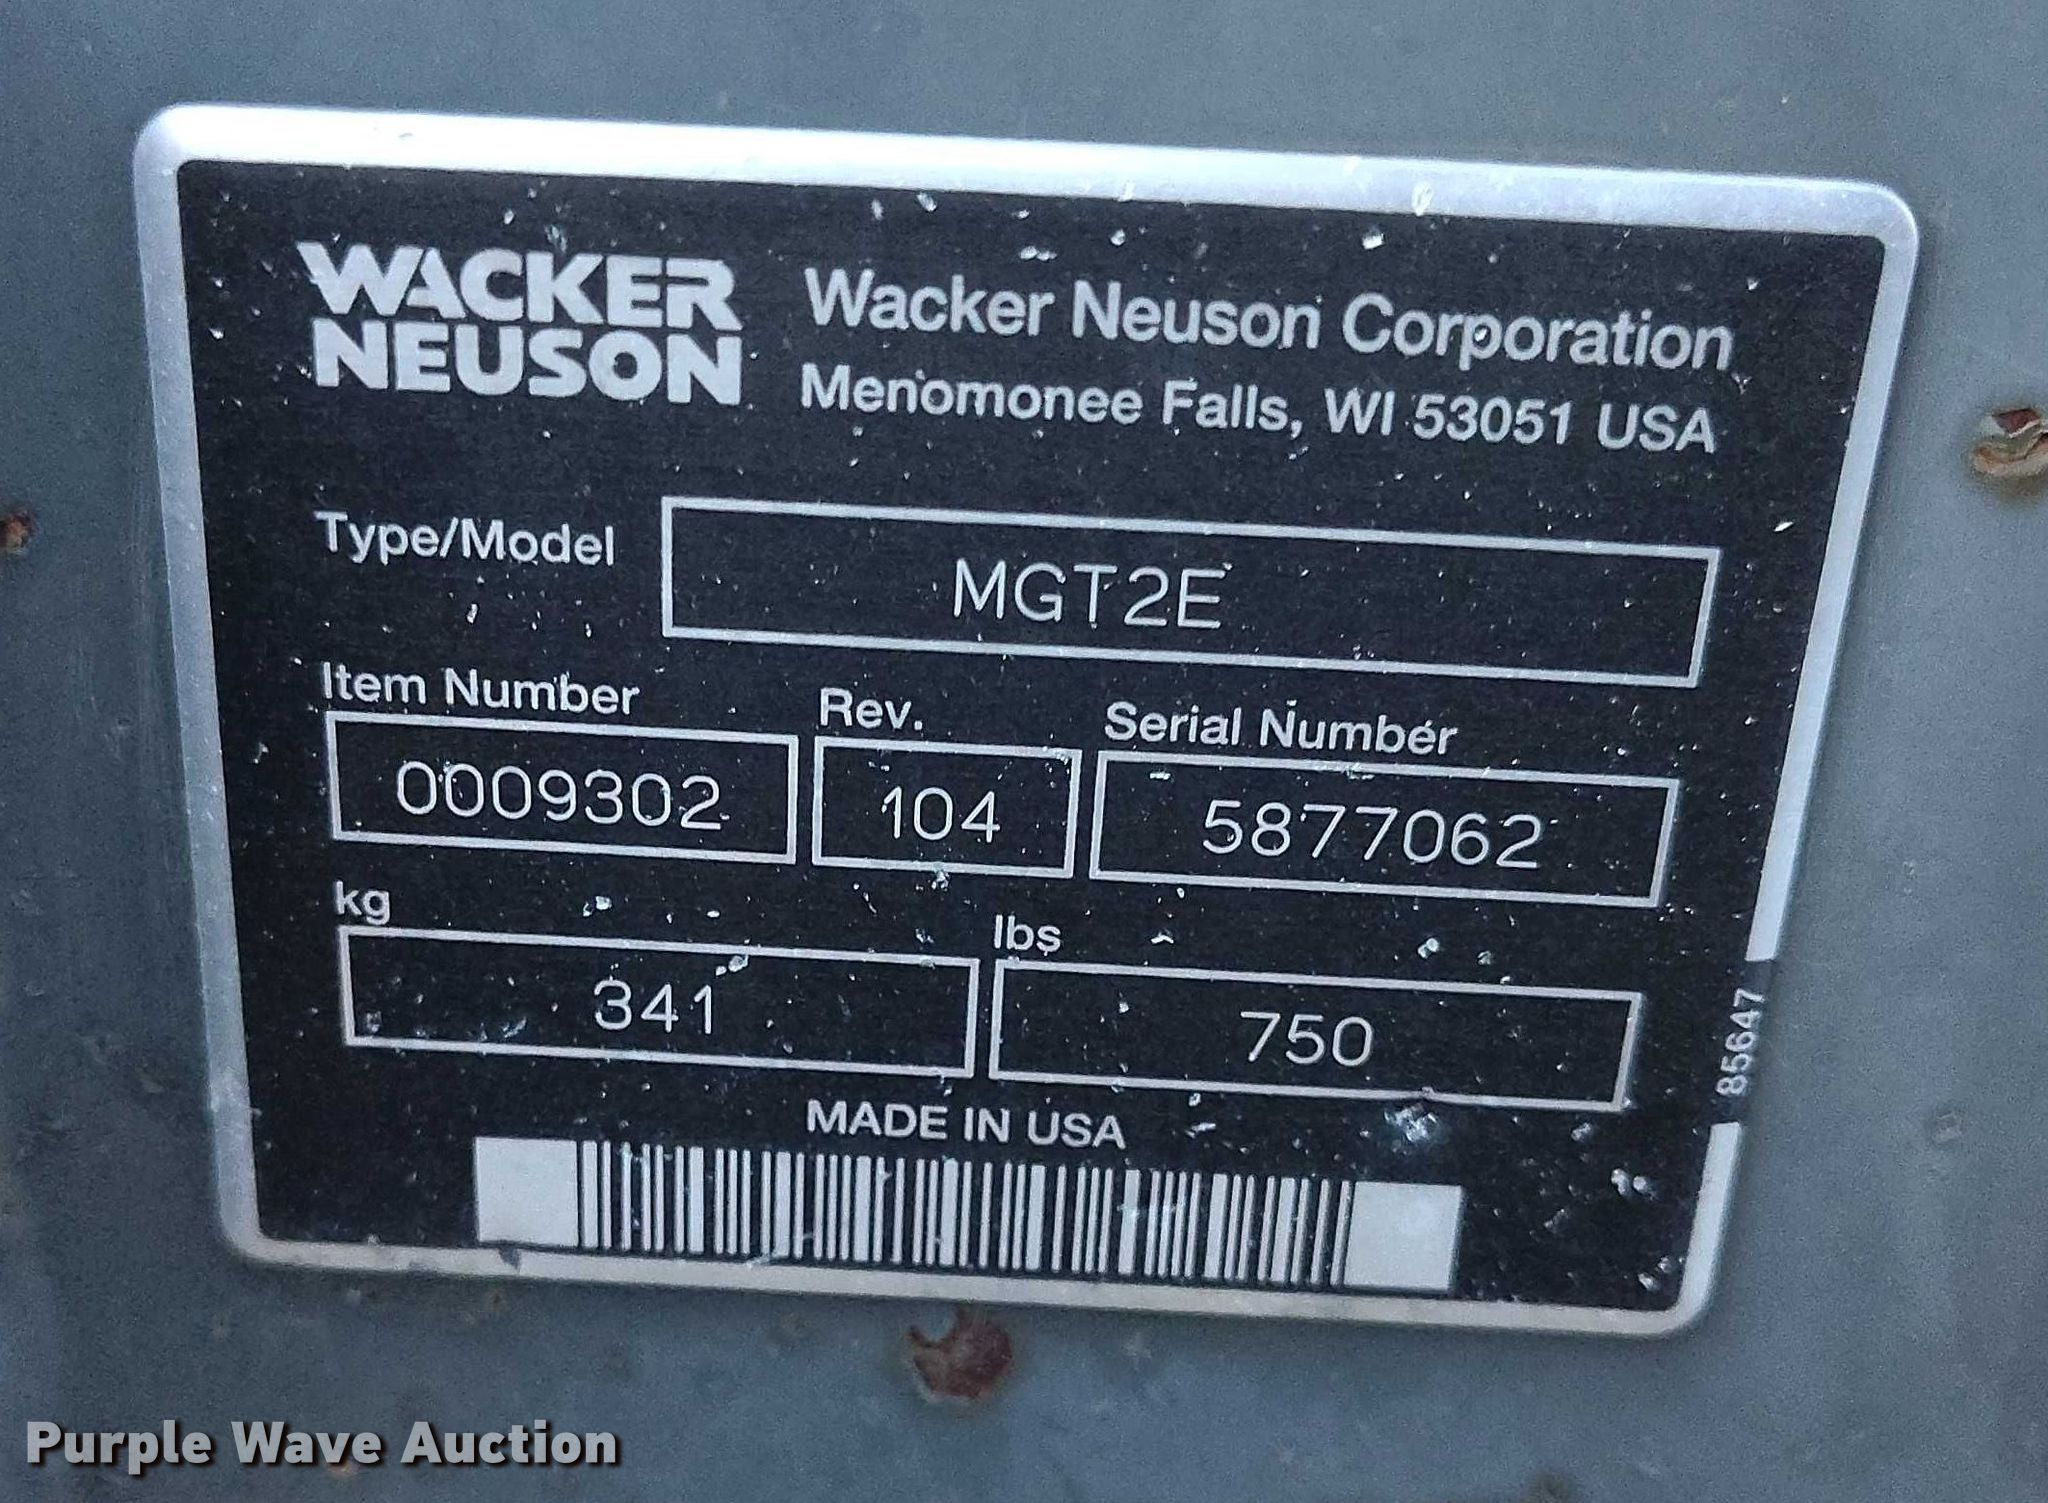 WACKER
NEUSON
Wacker Neuson Corporation
Menomonee Falls, WI 53051 USA
Type/Model
MGT2E
Item Number
0009302
Rev.
104
Serial Number
5877062
kg
341
lbs
750
85647
MADE IN USA
Purple Wave Auction